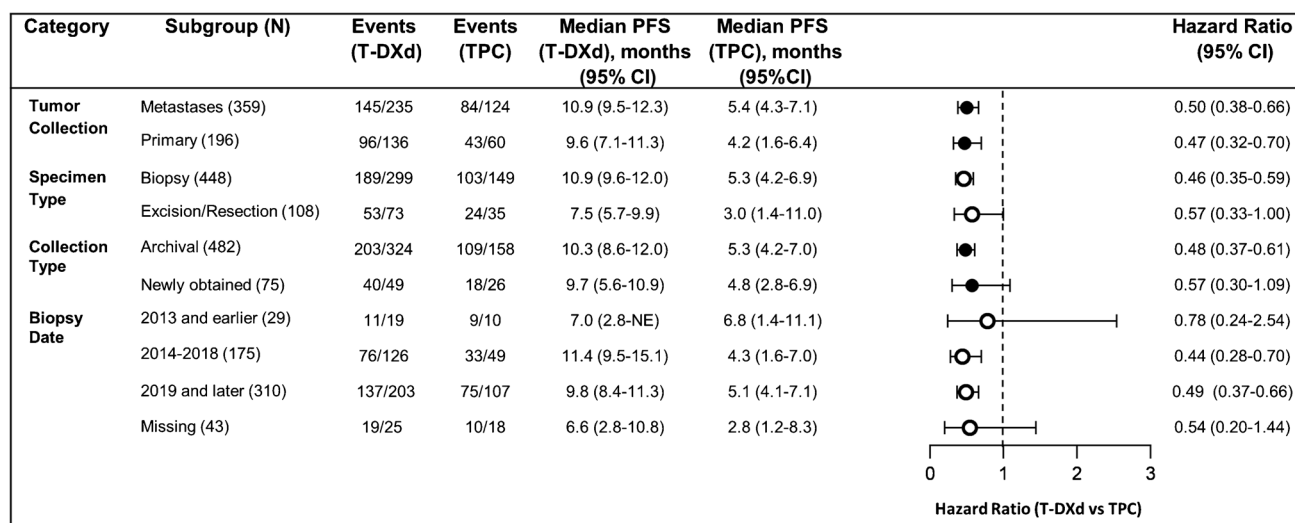 Category Subgroup (N) Events Events Median PFS Median PFS Hazard Ratio
(T-DXd) (TPC) (T-DXd), months (TPC), months (95% CI)
(95% CI) (95%CI)
Tumor Metastases (359) 145/235 84/124 10.9 (9.5-12.3) 5.4 (4.3-7.1) 0.50 (0.38-0.66)
Collection
Primary (196) 96/136 43/60 9.6 (7.1-11.3) 4.2 (1.6-6.4) 0.47 (0.32-0.70)
Specimen Biopsy (448) 189/299 103/149 10.9 (9.6-12.0) 5.3 (4.2-6.9) 0.46 (0.35-0.59)
Type
Excision/Resection (108) 53/73 24/35 7.5 (5.7-9.9) 3.0 (1.4-11.0) 0.57 (0.33-1.00)
Collection Archival (482) 203/324 109/158 10.3 (8.6-12.0) 5.3 (4.2-7.0) 0.48 (0.37-0.61)
Type
Newly obtained (75) 40/49 18/26 9.7 (5.6-10.9) 4.8 (2.8-6.9) 0.57 (0.30-1.09)
Biopsy 2013 and earlier (29) 11/19 9/10 7.0 (2.8-NE) 6.8 (1.4-11.1) 0.78 (0.24-2.54)
Date
2014-2018 (175) 76/126 33/49 11.4 (9.5-15.1) 4.3 (1.6-7.0) 0.44 (0.28-0.70)
2019 and later (310) 137/203 75/107 9.8 (8.4-11.3) 5.1 (4.1-7.1) 0.49 (0.37-0.66)
Missing (43) 19/25 10/18 6.6 (2.8-10.8) 2.8 (1.2-8.3) 0.54 (0.20-1.44)
0 1 2 3
Hazard Ratio (T-DXd vs TPC)